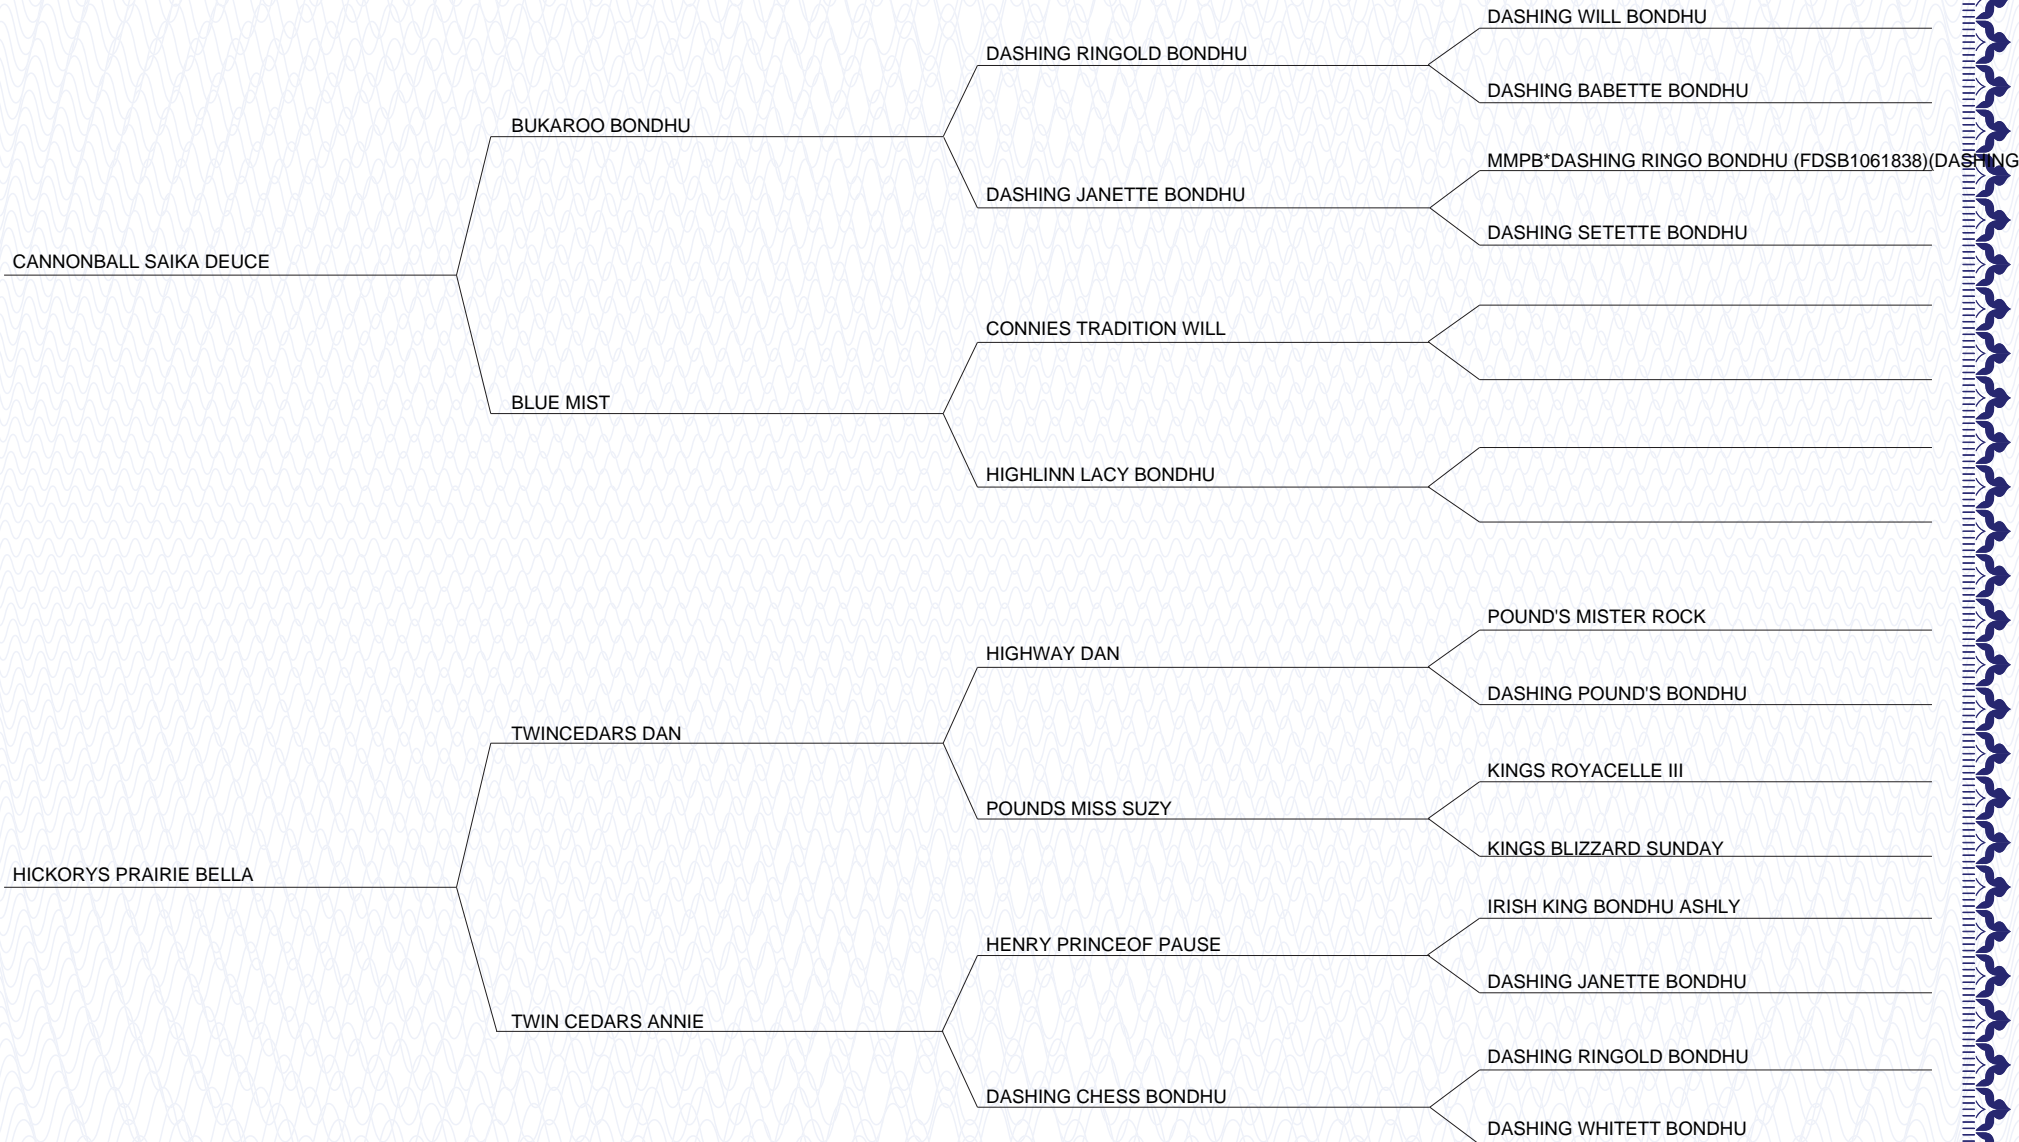 DASHING WILL BONDHU
DASHING RINGOLD BONDHU
DASHING BABETTE BONDHU
BUKAROO BONDHU
MMPB*DASHING RINGO BONDHU (FDSB1061838)(DASHING
DASHING JANETTE BONDHU
DASHING SETETTE BONDHU
CANNONBALL SAIKA DEUCE
CONNIES TRADITION WILL
BLUE MIST
HIGHLINN LACY BONDHU
POUND'S MISTER ROCK
HIGHWAY DAN
DASHING POUND'S BONDHU
TWINCEDARS DAN
KINGS ROYACELLE III
POUNDS MISS SUZY
KINGS BLIZZARD SUNDAY
HICKORYS PRAIRIE BELLA
IRISH KING BONDHU ASHLY
HENRY PRINCEOF PAUSE
DASHING JANETTE BONDHU
TWIN CEDARS ANNIE
DASHING RINGOLD BONDHU
DASHING CHESS BONDHU
DASHING WHITETT BONDHU